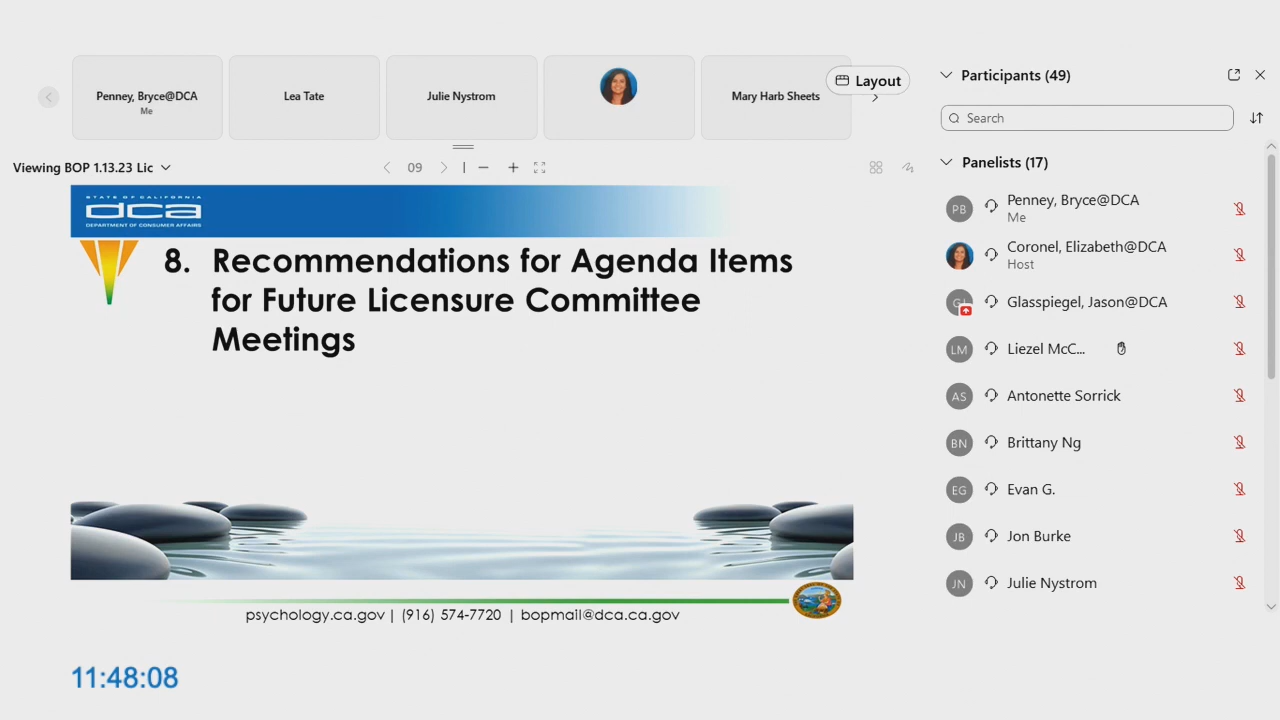 Penney, Bryce@DCA
Me
Lea Tate
Julie Nystrom
Mary Harb Sheets
Layout
Participants (49)
Search
Viewing BOP 1.13.23 Lic
09
Panelists (17)
STATE OF CALIFORNIA
dca
DEPARTMENT OF CONSUMER AFFAIRS
8. Recommendations for Agenda Items
for Future Licensure Committee
Meetings
psychology.ca.gov | (916) 574-7720 | bopmail@dca.ca.gov
11:48:08
PB
Penney, Bryce@DCA
Me
Coronel, Elizabeth@DCA
Host
GJ
Glasspiegel, Jason@DCA
LM
Liezel McC...
AS
Antonette Sorrick
BN
Brittany Ng
EG
Evan G.
JB
Jon Burke
JN
Julie Nystrom